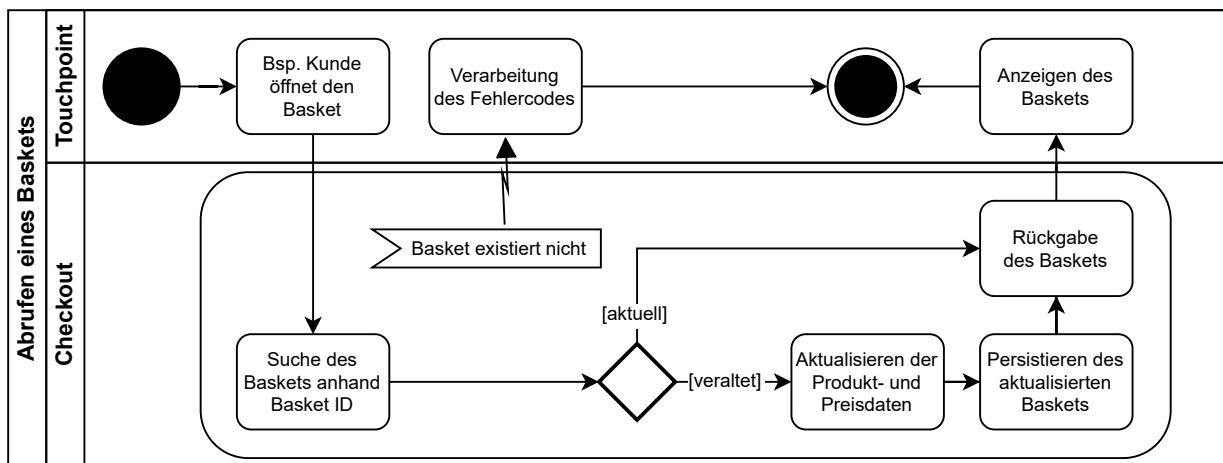 Abrufen eines Baskets
Touchpoint
Bsp. Kunde
öffnet den
Basket
Verarbeitung
des Fehlercodes
Anzeigen des
Baskets
Checkout
Basket existiert nicht
Rückgabe
des Baskets
[aktuell]
Suche des
Baskets anhand
Basket ID
[veraltet]
Aktualisieren der
Produkt- und
Preisdaten
Persistieren des
aktualisierten
Baskets